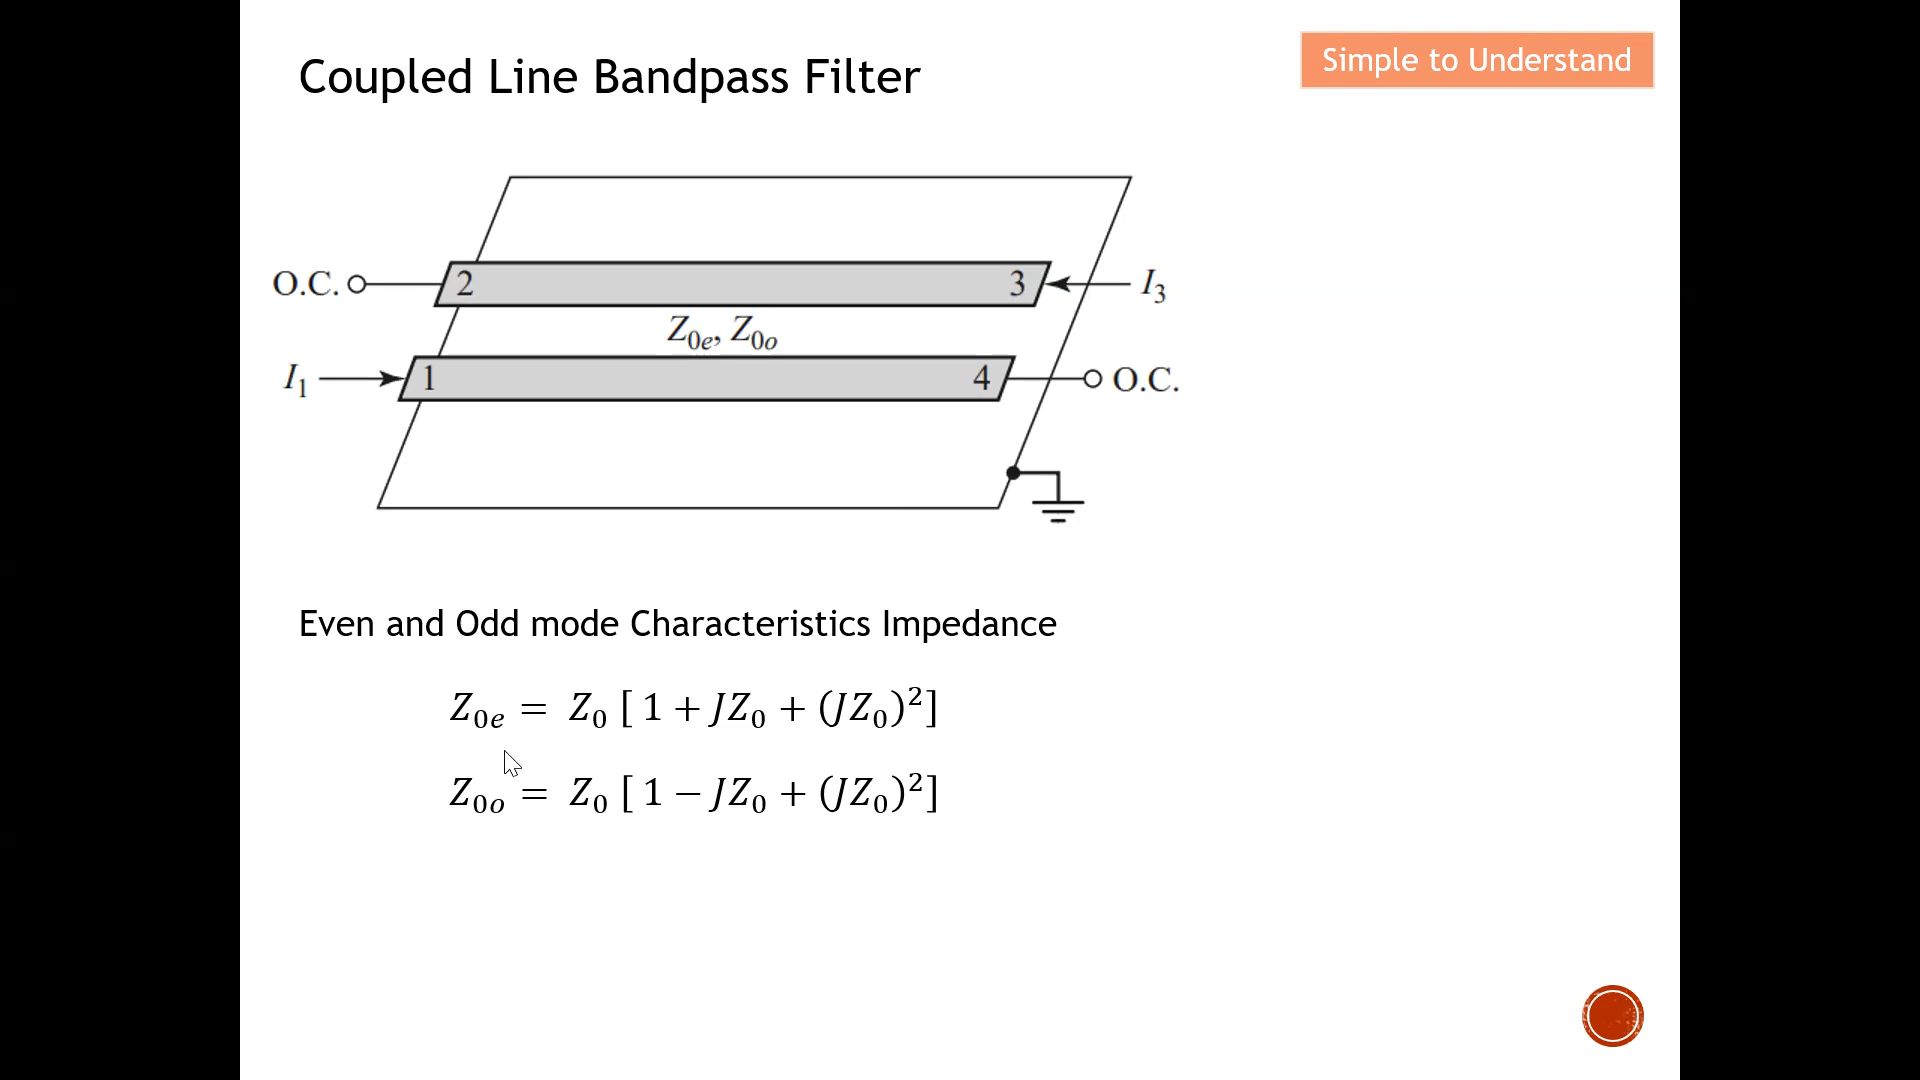 Coupled Line Bandpass Filter
Simple to Understand
O.C. 2 3 I₃
Z₀ₑ, Z₀ₒ
I₁ 1 4 O.C.
Even and Odd mode Characteristics Impedance
Z₀ₑ = Z₀ [ 1 + JZ₀ + (JZ₀)²]
Z₀ₒ = Z₀ [ 1 − JZ₀ + (JZ₀)²]